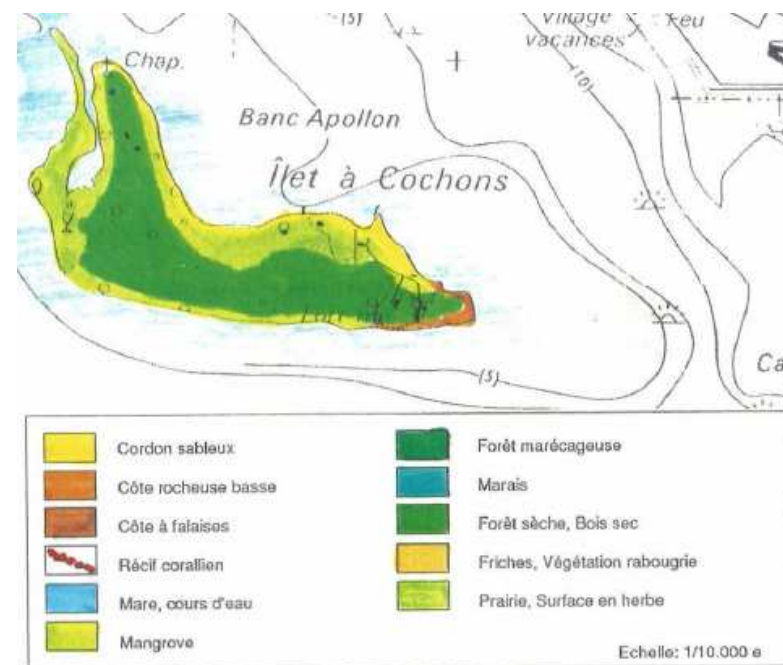 (5)
Village
vacances
Feu
Chap.
(10)
Banc Apollon
Îlet à Cochons
(5)
Ca
Cordon sableux
Côte rocheuse basse
Côte à falaises
Récif corallien
Mare, cours d'eau
Mangrove
Forêt marécageuse
Marais
Forêt sèche, Bois sec
Friches, Végétation rabougrie
Prairie, Surface en herbe
Echelle: 1/10.000 e